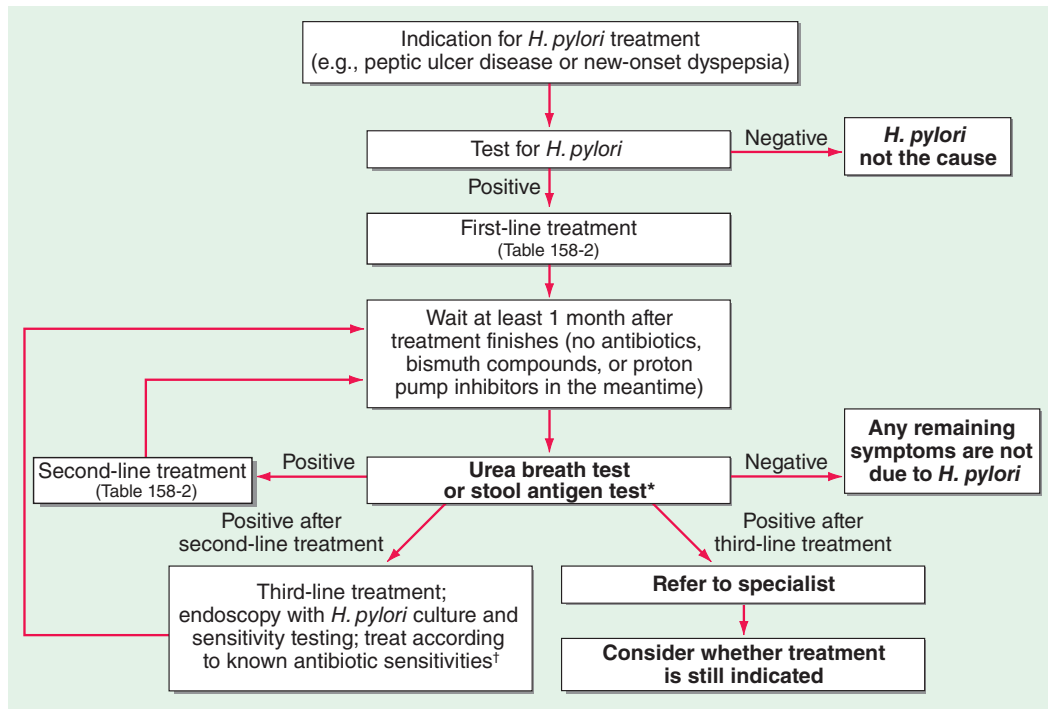 Indication for H. pylori treatment
(e.g., peptic ulcer disease or new-onset dyspepsia)
Test for H. pylori
Negative
H. pylori
not the cause
Positive
First-line treatment
(Table 158-2)
Wait at least 1 month after
treatment finishes (no antibiotics,
bismuth compounds, or proton
pump inhibitors in the meantime)
Second-line treatment
(Table 158-2)
Positive
Urea breath test
or stool antigen test*
Negative
Any remaining
symptoms are not
due to H. pylori
Positive after
second-line treatment
Positive after
third-line treatment
Third-line treatment;
endoscopy with H. pylori culture and
sensitivity testing; treat according
to known antibiotic sensitivities†
Refer to specialist
Consider whether treatment
is still indicated